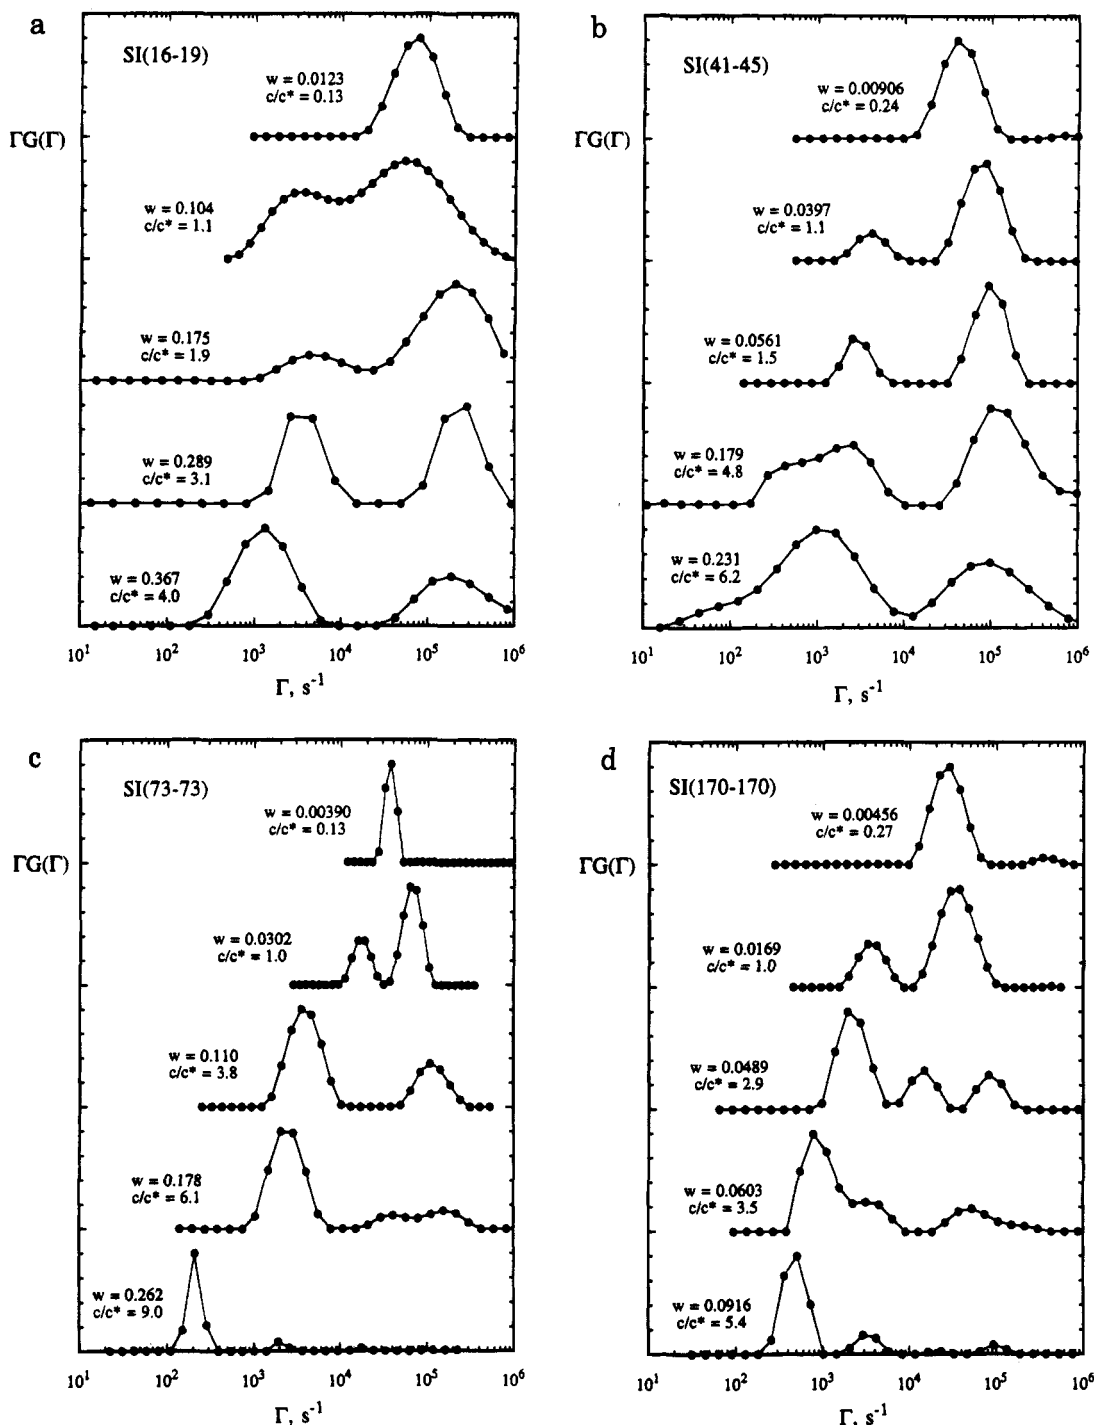 a
SI(16-19)
w = 0.0123
c/c* = 0.13
ΓG(Γ)
w = 0.104
c/c* = 1.1
w = 0.175
c/c* = 1.9
w = 0.289
c/c* = 3.1
w = 0.367
c/c* = 4.0
10¹ 10² 10³ 10⁴ 10⁵ 10⁶
Γ, s⁻¹
b
SI(41-45)
w = 0.00906
c/c* = 0.24
ΓG(Γ)
w = 0.0397
c/c* = 1.1
w = 0.0561
c/c* = 1.5
w = 0.179
c/c* = 4.8
w = 0.231
c/c* = 6.2
10¹ 10² 10³ 10⁴ 10⁵ 10⁶
Γ, s⁻¹
c
SI(73-73)
w = 0.00390
c/c* = 0.13
ΓG(Γ)
w = 0.0302
c/c* = 1.0
w = 0.110
c/c* = 3.8
w = 0.178
c/c* = 6.1
w = 0.262
c/c* = 9.0
10¹ 10² 10³ 10⁴ 10⁵ 10⁶
Γ, s⁻¹
d
SI(170-170)
w = 0.00456
c/c* = 0.27
ΓG(Γ)
w = 0.0169
c/c* = 1.0
w = 0.0489
c/c* = 2.9
w = 0.0603
c/c* = 3.5
w = 0.0916
c/c* = 5.4
10¹ 10² 10³ 10⁴ 10⁵ 10⁶
Γ, s⁻¹